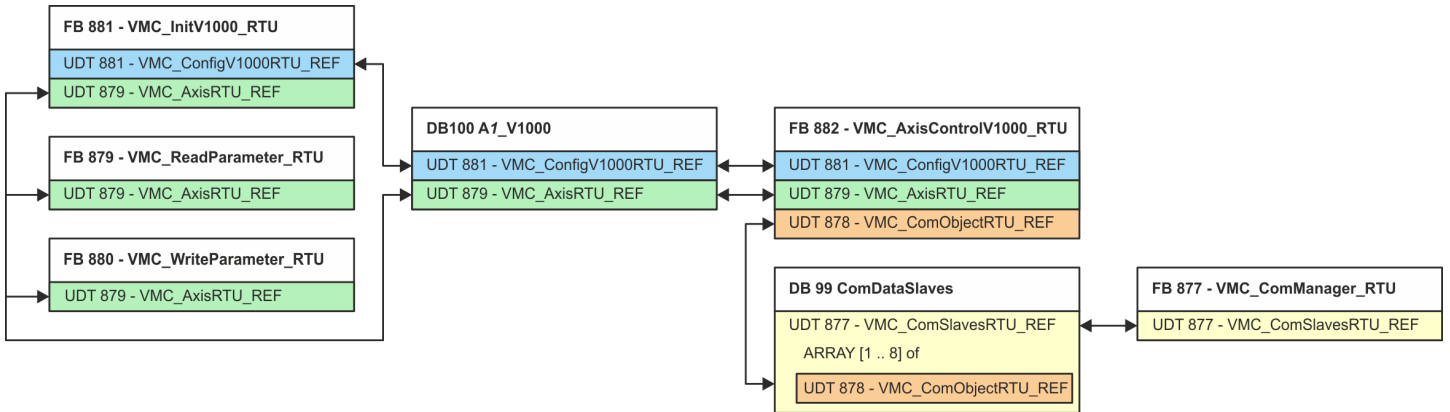 FB 881 - VMC_InitV1000_RTU
UDT 881 - VMC_ConfigV1000RTU_REF
UDT 879 - VMC_AxisRTU_REF
FB 879 - VMC_ReadParameter_RTU
UDT 879 - VMC_AxisRTU_REF
FB 880 - VMC_WriteParameter_RTU
UDT 879 - VMC_AxisRTU_REF
DB100 A1_V1000
UDT 881 - VMC_ConfigV1000RTU_REF
UDT 879 - VMC_AxisRTU_REF
FB 882 - VMC_AxisControlV1000_RTU
UDT 881 - VMC_ConfigV1000RTU_REF
UDT 879 - VMC_AxisRTU_REF
UDT 878 - VMC_ComObjectRTU_REF
DB 99 ComDataSlaves
UDT 877 - VMC_ComSlavesRTU_REF
ARRAY [1 .. 8] of
UDT 878 - VMC_ComObjectRTU_REF
FB 877 - VMC_ComManager_RTU
UDT 877 - VMC_ComSlavesRTU_REF